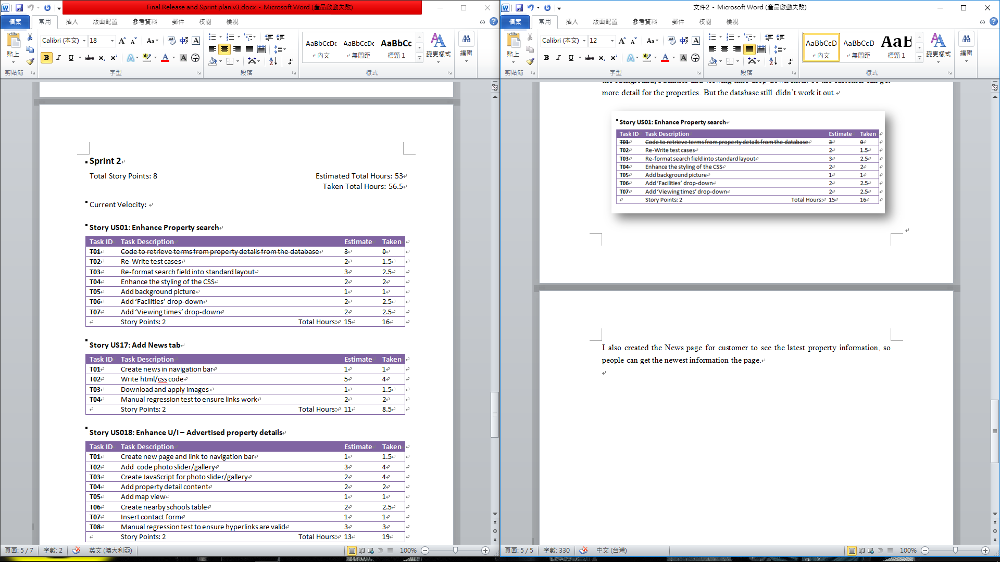 Final Release and Sprint plan v3.docx - Microsoft Word (產品啟動失敗)
檔案 常用 插入 版面配置 參考資料 郵件 校閱 檢視
貼上
Calibri (本文) 18
AaBbCcDc AaBbCcDc AaBbCc
內文 無間距 標題 1
變更樣式
編輯
剪貼簿 字型 段落 樣式
Sprint 2
Total Story Points: 8 Estimated Total Hours: 53
Taken Total Hours: 56.5
Current Velocity:
Story US01: Enhance Property search
Task ID Task Description Estimate Taken
T01 Code to retrieve terms from property details from the database 3 0
T02 Re-Write test cases 2 1.5
T03 Re-format search field into standard layout 3 2.5
T04 Enhance the styling of the CSS 2 2
T05 Add background picture 1 1
T06 Add ‘Facilities’ drop-down 2 2.5
T07 Add ‘Viewing times’ drop-down 2 2.5
Story Points: 2 Total Hours: 15 16
Story US17: Add News tab
Task ID Task Description Estimate Taken
T01 Create news in navigation bar 1 1
T02 Write html/css code 5 4
T03 Download and apply images 1 1.5
T04 Manual regression test to ensure links work 2 2
Story Points: 2 Total Hours: 11 8.5
Story US018: Enhance U/I – Advertised property details
Task ID Task Description Estimate Taken
T01 Create new page and link to navigation bar 1 1.5
T02 Add  code photo slider/gallery 3 4
T03 Create JavaScript for photo slider/gallery 2 4
T04 Add property detail content 2 2
T05 Add map view 1 1
T06 Create nearby schools table 2 2.5
T07 Insert contact form 1 1
T08 Manual regression test to ensure hyperlinks are valid 3 3
Story Points: 2 Total Hours: 13 19
頁面: 5 / 7 字數: 2 英文 (澳大利亞) 100%
文件2 - Microsoft Word (產品啟動失敗)
檔案 常用 插入 版面配置 參考資料 郵件 校閱 檢視
貼上
Calibri (本文) 12
AaBbCcD AaBbCcD AaB
內文 無間距 標題 1
變更樣式
編輯
剪貼簿 字型 段落 樣式
more detail for the properties. But the database still didn’t work it out.
Story US01: Enhance Property search
Task ID Task Description Estimate Taken
T01 Code to retrieve terms from property details from the database 3 0
T02 Re-Write test cases 2 1.5
T03 Re-format search field into standard layout 3 2.5
T04 Enhance the styling of the CSS 2 2
T05 Add background picture 1 1
T06 Add ‘Facilities’ drop-down 2 2.5
T07 Add ‘Viewing times’ drop-down 2 2.5
Story Points: 2 Total Hours: 15 16
I also created the News page for customer to see the latest property information, so
people can get the newest information the page.
頁面: 5 / 5 字數: 330 中文 (台灣) 100%